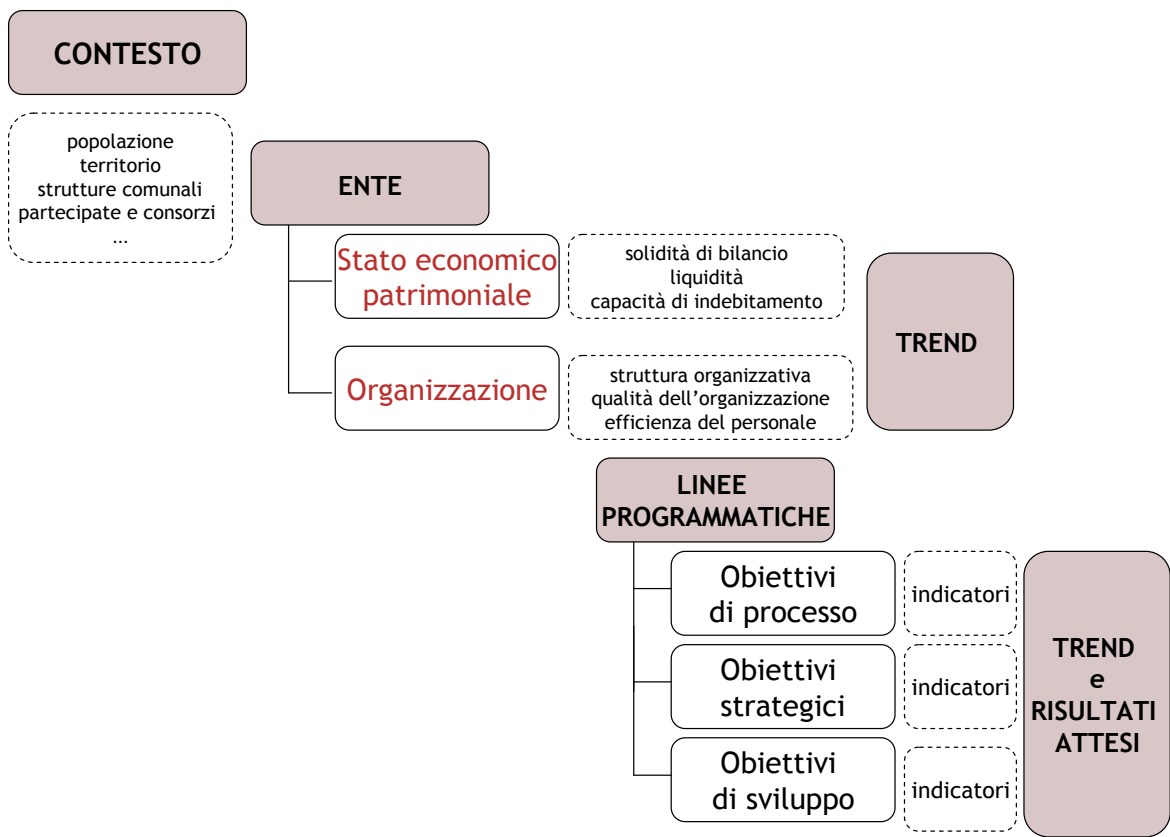 CONTESTO
popolazione
territorio
strutture comunali
partecipate e consorzi
...
ENTE
Stato economico
patrimoniale
solidità di bilancio
liquidità
capacità di indebitamento
Organizzazione
struttura organizzativa
qualità dell'organizzazione
efficienza del personale
TREND
LINEE
PROGRAMMATICHE
Obiettivi
di processo
indicatori
Obiettivi
strategici
indicatori
Obiettivi
di sviluppo
indicatori
TREND
e
RISULTATI
ATTESI